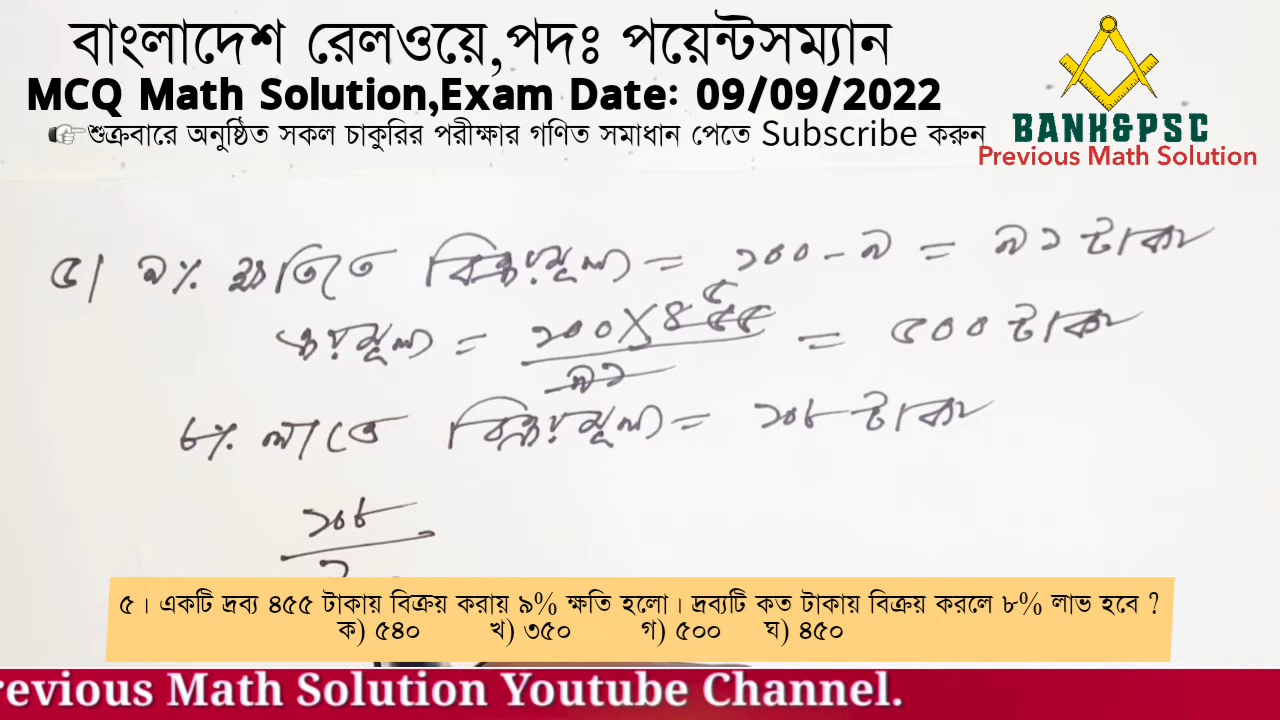 বাংলাদেশ রেলওয়ে,পদঃ পয়েন্টসম্যান
MCQ Math Solution,Exam Date: 09/09/2022
👉শুক্রবারে অনুষ্ঠিত সকল চাকুরির পরীক্ষার গণিত সমাধান পেতে Subscribe করুন
BANK&PSC
Previous Math Solution
৫। ৯% ক্ষতিতে বিক্রয়মূল্য = ১০০ - ৯ = ৯১ টাকা
৫
ক্রয়মূল্য = ১০০ X ৪৫৫ = ৫০০ টাকা
৯১
৮% লাভে বিক্রয়মূল্য = ১০৮ টাকা
১০৮
৫। একটি দ্রব্য ৪৫৫ টাকায় বিক্রয় করায় ৯% ক্ষতি হলো। দ্রব্যটি কত টাকায় বিক্রয় করলে ৮% লাভ হবে ?
ক) ৫৪০ খ) ৩৫০ গ) ৫০০ ঘ) ৪৫০
revious Math Solution Youtube Channel.